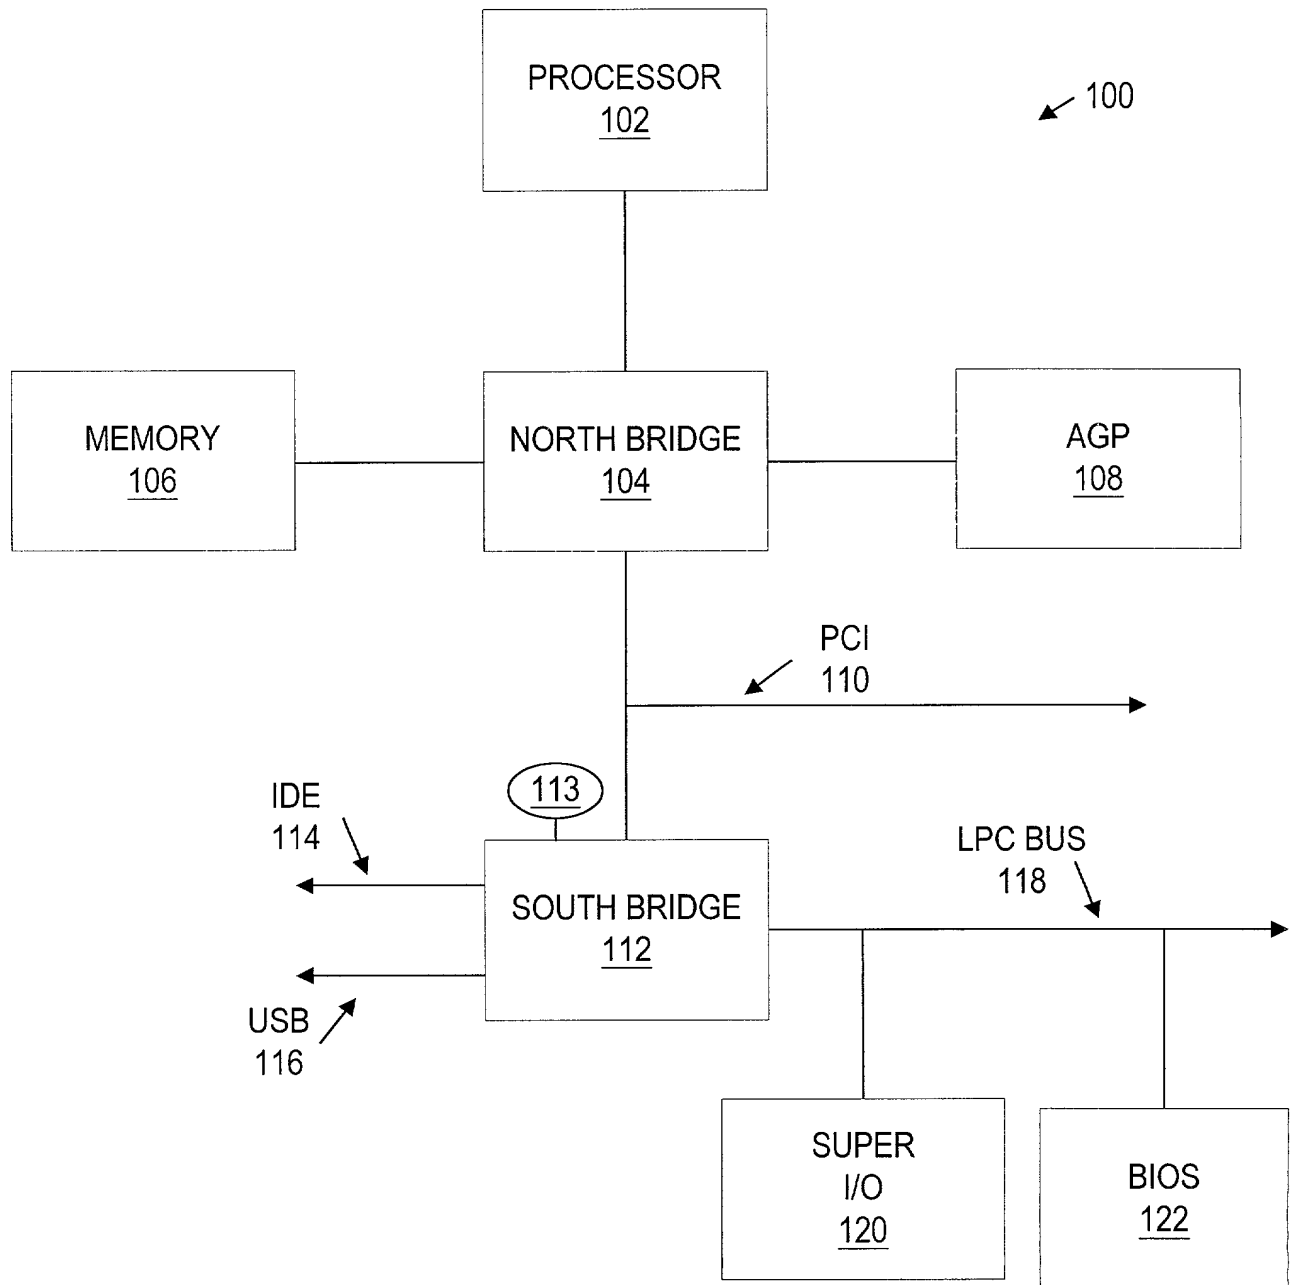 PROCESSOR
102
100
MEMORY
106
NORTH BRIDGE
104
AGP
108
PCI
110
113
IDE
114
SOUTH BRIDGE
112
LPC BUS
118
USB
116
SUPER
I/O
120
BIOS
122